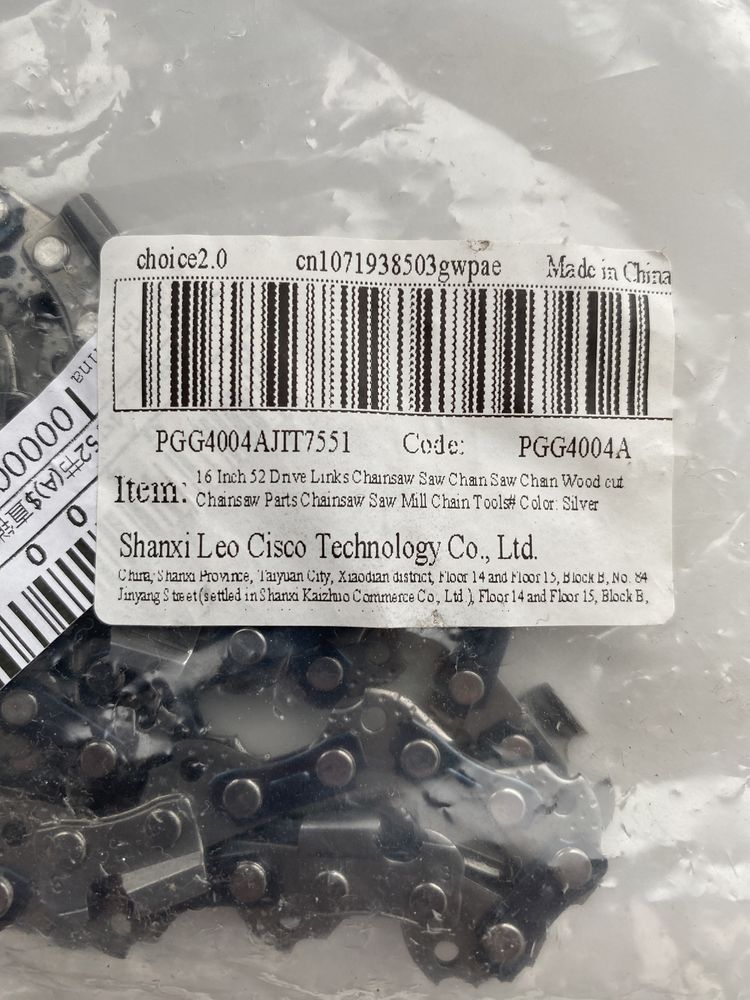 choice2.0 cn1071938503gwpae Made in China
PGG4004AJIT7551 Code: PGG4004A
Item: 16 Inch 52 Drive Links Chainsaw Saw Chain Saw Chain Wood cut
Chainsaw Parts Chainsaw Saw Mill Chain Tools# Color: Silver
Shanxi Leo Cisco Technology Co., Ltd.
China, Shanxi Province, Taiyuan City, Xiaodian district, Floor 14 and Floor 15, Block B, No. 84
Jinyang Street(settled in Shanxi Kaizhuo Commerce Co., Ltd.), Floor 14 and Floor 15, Block B,